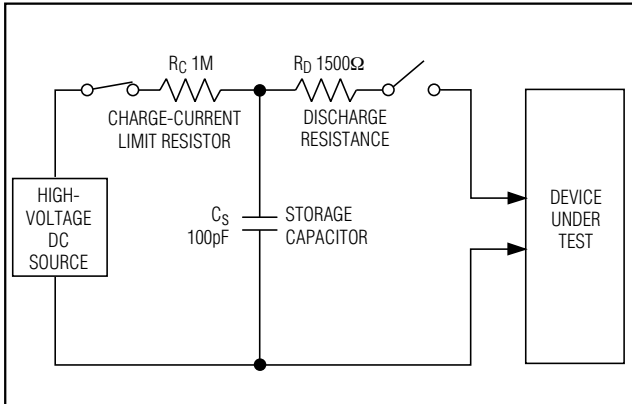 R_C 1M
CHARGE-CURRENT
LIMIT RESISTOR
R_D 1500Ω
DISCHARGE
RESISTANCE
HIGH-
VOLTAGE
DC
SOURCE
C_S
100pF
STORAGE
CAPACITOR
DEVICE
UNDER
TEST